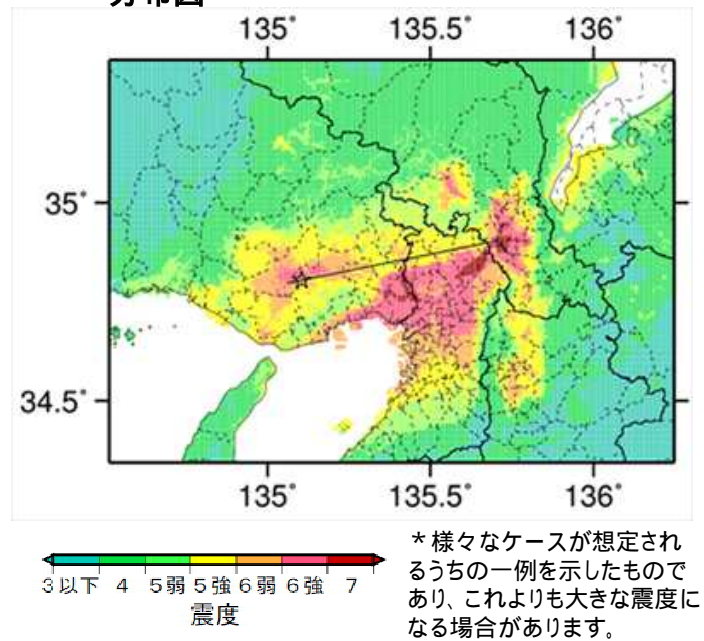 分布図
135° 135.5° 136°
35°
34.5°
135° 135.5° 136°
3以下 4 5弱 5強 6弱 6強 7
震度
*様々なケースが想定され
るうちの一例を示したもので
あり、これよりも大きな震度に
なる場合があります。